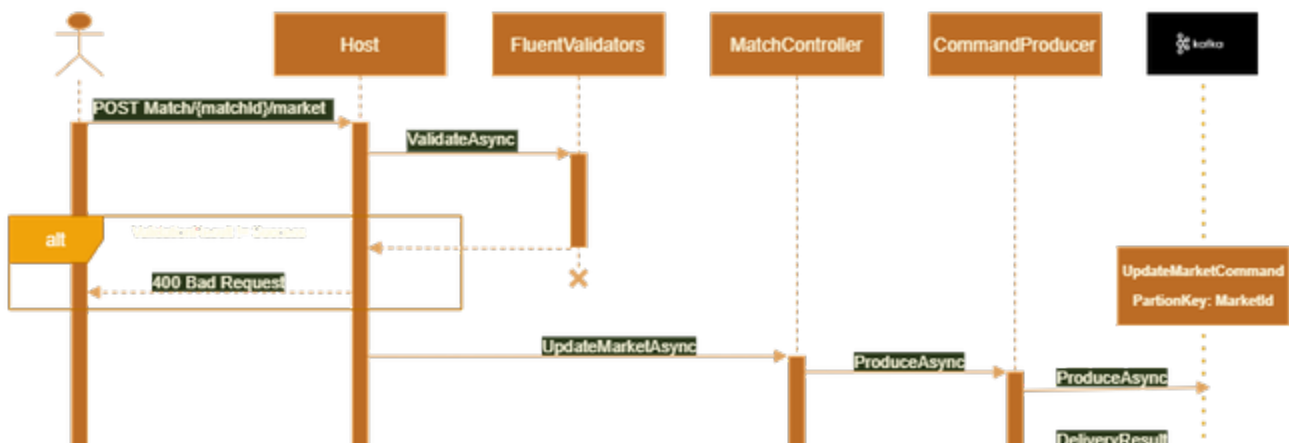 Host
FluentValidators
MatchController
CommandProducer
kafka
POST Match/{matchId}/market
ValidateAsync
alt
400 Bad Request
UpdateMarketCommand
PartionKey: MarketId
UpdateMarketAsync
ProduceAsync
ProduceAsync
DeliveryResult